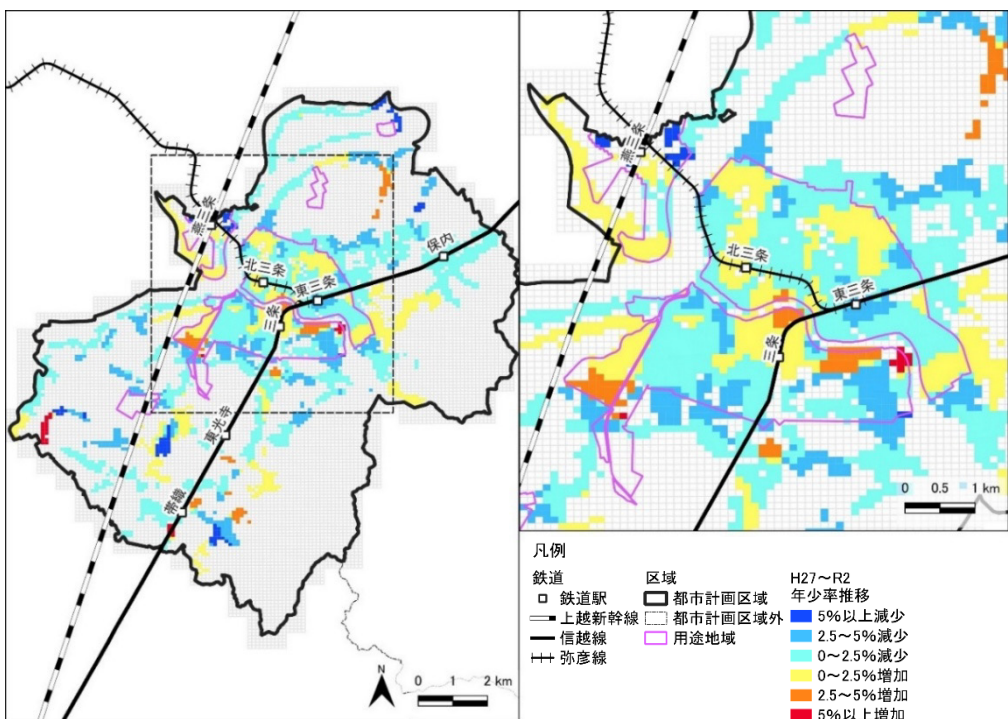 燕三条
北三条
東三条
保内
三条
東光寺
帯織
N
0 1 2 km
燕三条
北三条
東三条
三条
0 0.5 1 km
凡例
鉄道
鉄道駅
上越新幹線
信越線
弥彦線
区域
都市計画区域
都市計画区域外
用途地域
H27～R2
年少率推移
5%以上減少
2.5～5%減少
0～2.5%減少
0～2.5%増加
2.5～5%増加
5%以上増加